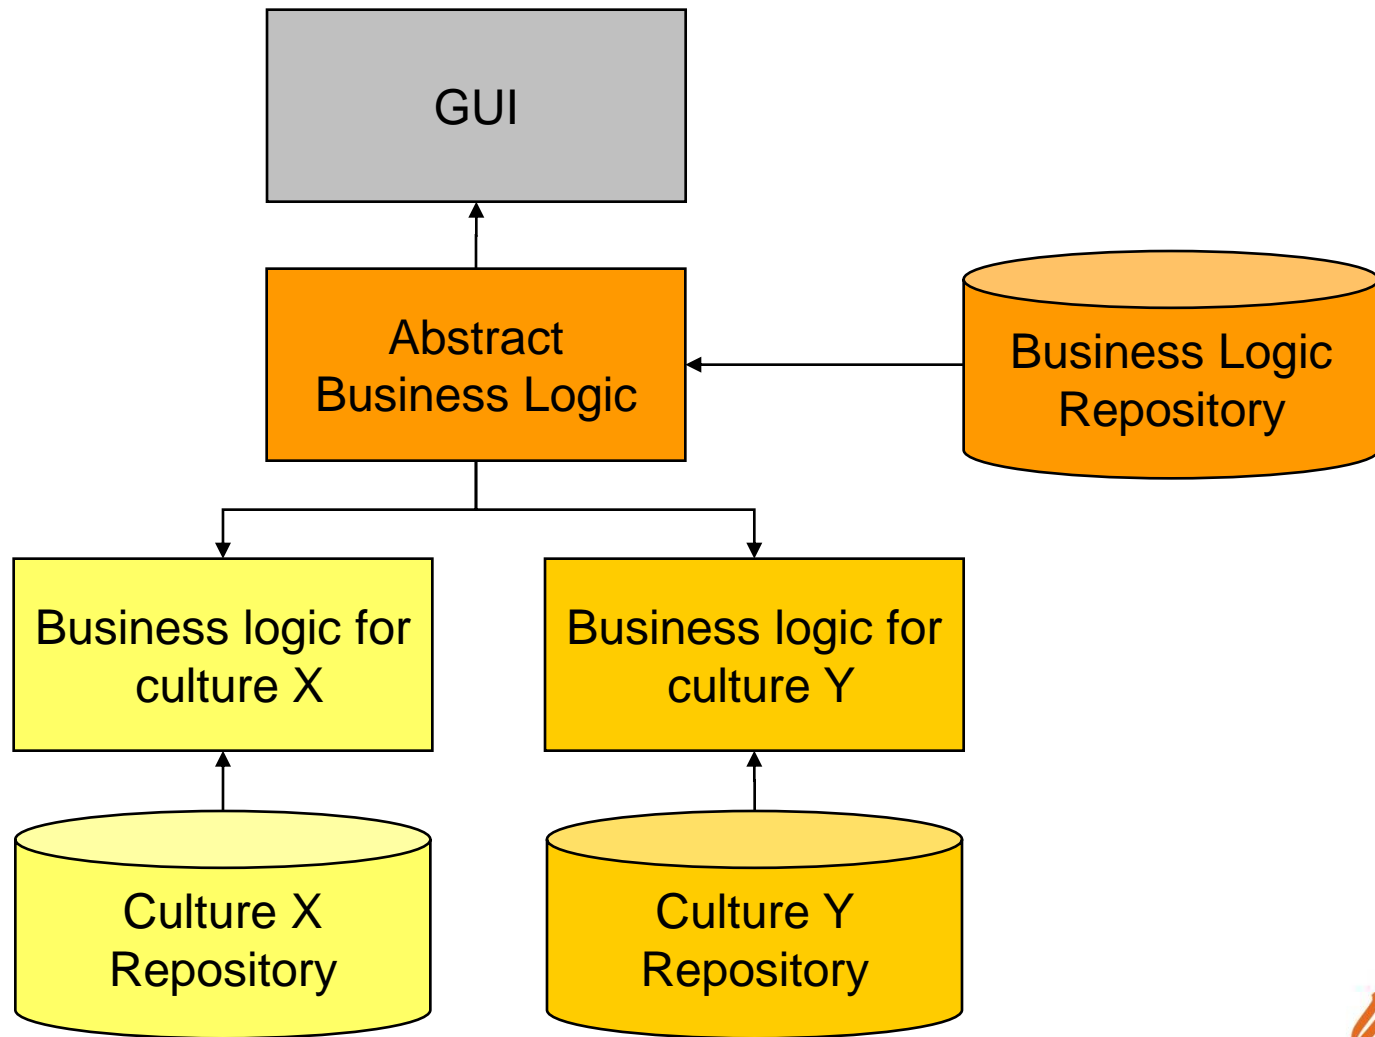 GUI
Abstract
Business Logic
Business Logic
Repository
Business logic for
culture X
Business logic for
culture Y
Culture X
Repository
Culture Y
Repository